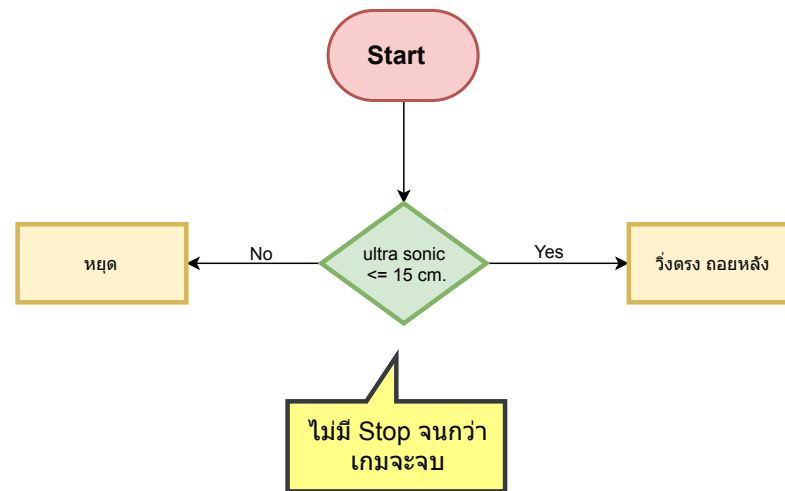 Start
ultra sonic
<= 15 cm.
No
Yes
หยุด
วิ่งตรง ถอยหลัง
ไม่มี Stop จนกว่า
เกมจะจบ